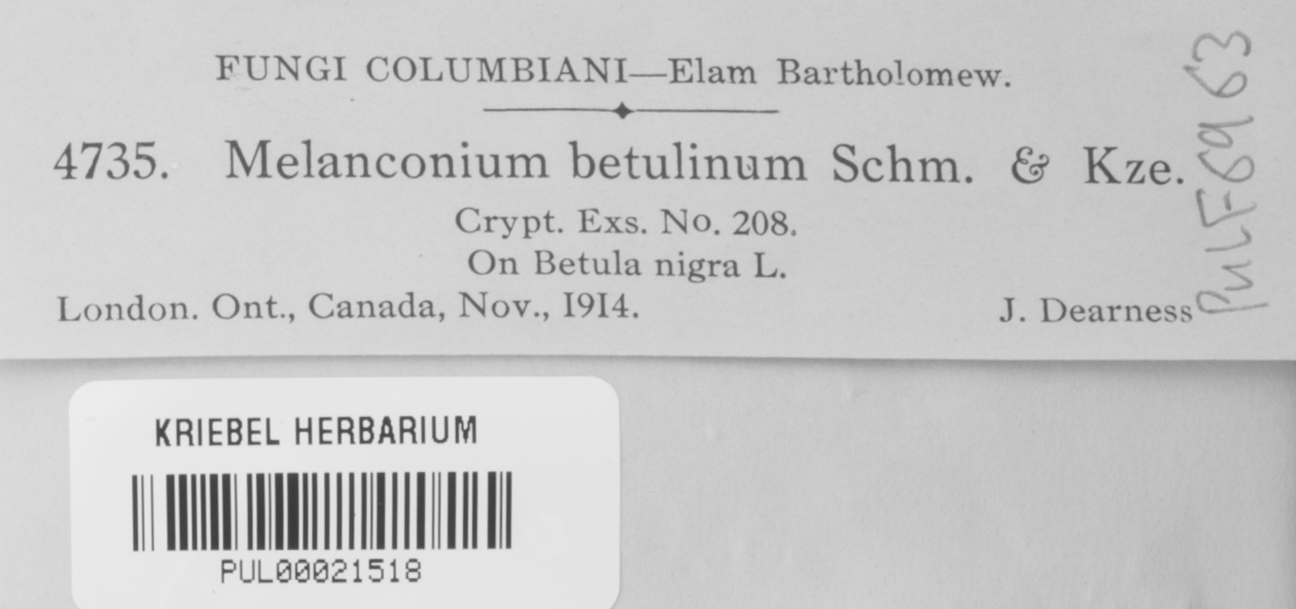 FUNGI COLUMBIANI—Elam Bartholomew.
4735. Melanconium betulinum Schm. & Kze.
Crypt. Exs. No. 208.
On Betula nigra L.
London. Ont., Canada, Nov., 1914.
J. Dearness
PuLF6963
KRIEBEL HERBARIUM
PUL00021518